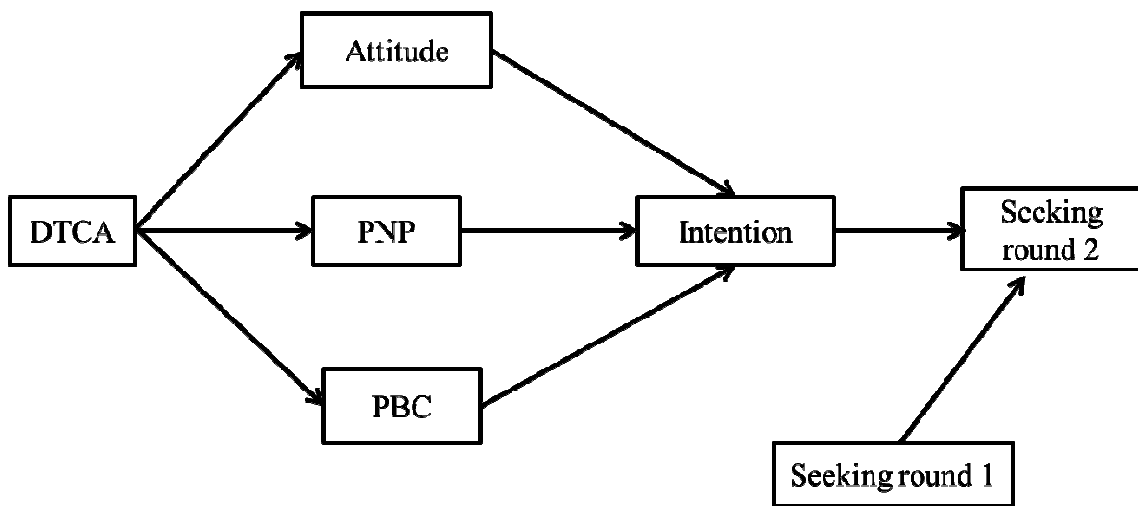 Attitude
DTCA
PNP
Intention
Seeking
round 2
PBC
Seeking round 1